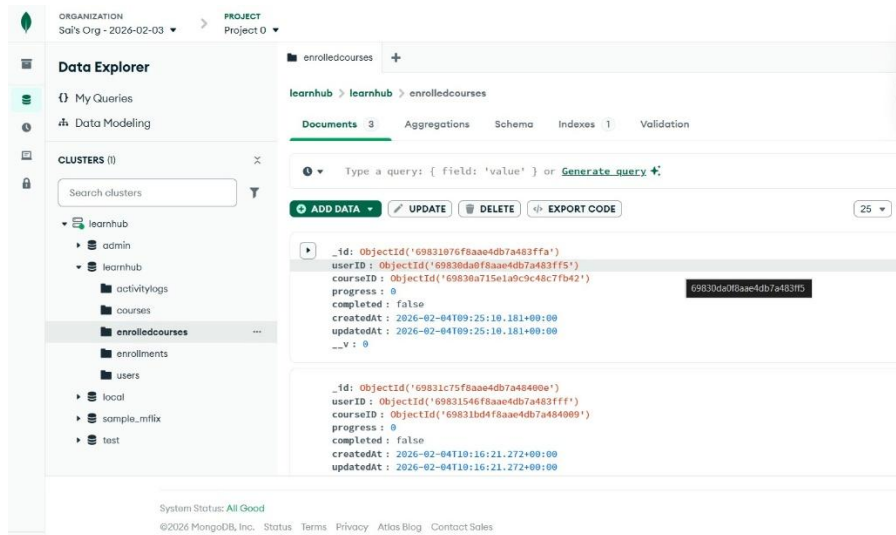 ORGANIZATION
Sai's Org - 2026-02-03
PROJECT
Project 0
Data Explorer
My Queries
Data Modeling
CLUSTERS (1)
Search clusters
learnhub
admin
learnhub
activitylogs
courses
enrolledcourses
enrollments
users
local
sample_mflix
test
enrolledcourses
learnhub > learnhub > enrolledcourses
Documents 3 Aggregations Schema Indexes 1 Validation
Type a query: { field: 'value' } or Generate query
ADD DATA UPDATE DELETE EXPORT CODE 25
_id: ObjectId('69831076f8aae4db7a483ffa')
userID : ObjectId('69830da0f8aae4db7a483ff5')
courseID : ObjectId('69830a715e1a9c9c48c7fb42')
progress : 0
69830da0f8aae4db7a483ff5
completed : false
createdAt : 2026-02-04T09:25:10.181+00:00
updatedAt : 2026-02-04T09:25:10.181+00:00
__v : 0
_id: ObjectId('69831c75f8aae4db7a48400e')
userID : ObjectId('69831546f8aae4db7a483fff')
courseID : ObjectId('69831bd4f8aae4db7a484009')
progress : 0
completed : false
createdAt : 2026-02-04T10:16:21.272+00:00
updatedAt : 2026-02-04T10:16:21.272+00:00
System Status: All Good
©2026 MongoDB, Inc. Status Terms Privacy Atlas Blog Contact Sales